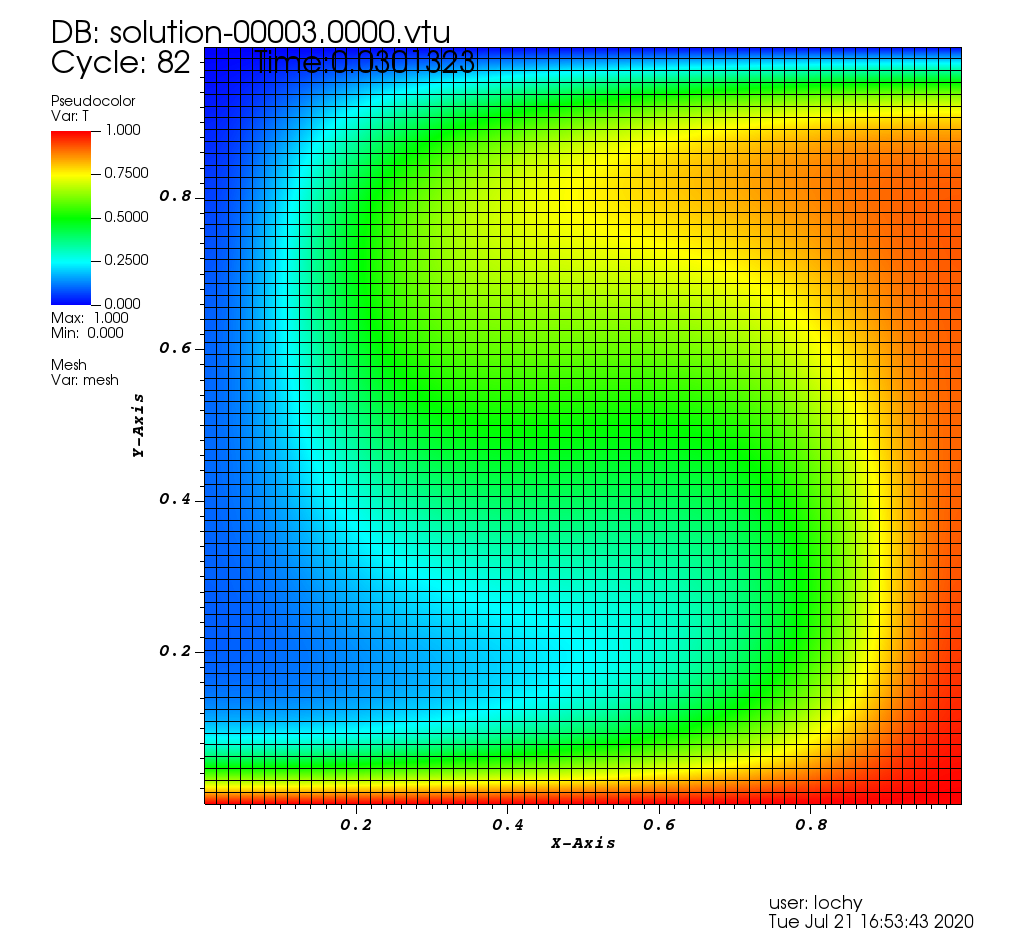 DB: solution-00003.0000.vtu
Cycle: 82 Time:0.0301323
Pseudocolor
Var: T
1.000
0.7500
0.5000
0.2500
0.000
Max: 1.000
Min: 0.000
Mesh
Var: mesh
0.8
0.6
0.4
0.2
Y-Axis
0.2 0.4 0.6 0.8
X-Axis
user: lochy
Tue Jul 21 16:53:43 2020